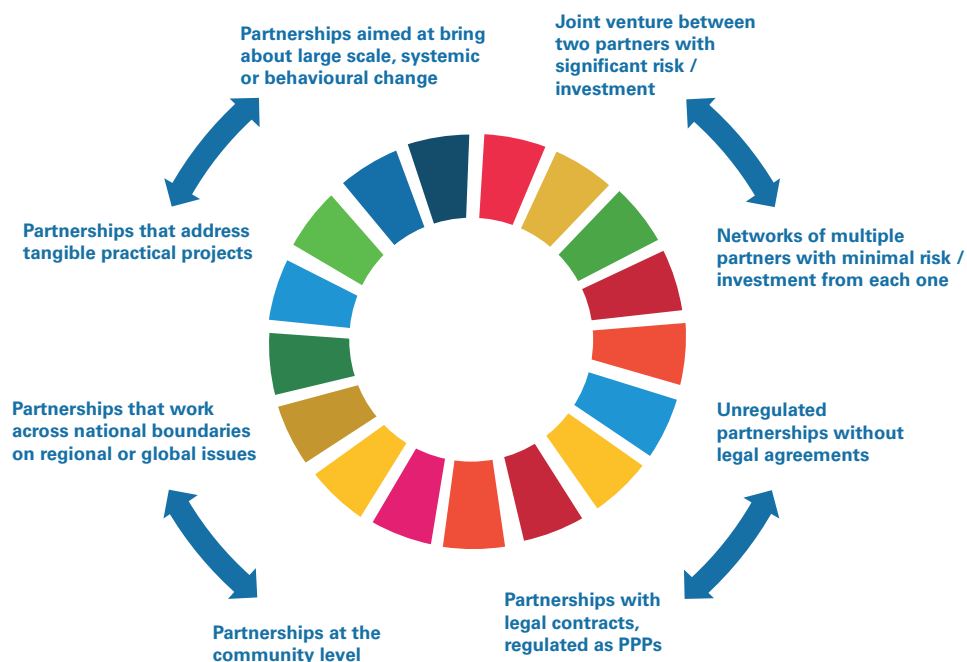 Partnerships aimed at bring
about large scale, systemic
or behavioural change
Joint venture between
two partners with
significant risk /
investment
Partnerships that address
tangible practical projects
Networks of multiple
partners with minimal risk /
investment from each one
Partnerships that work
across national boundaries
on regional or global issues
Unregulated
partnerships without
legal agreements
Partnerships at the
community level
Partnerships with
legal contracts,
regulated as PPPs